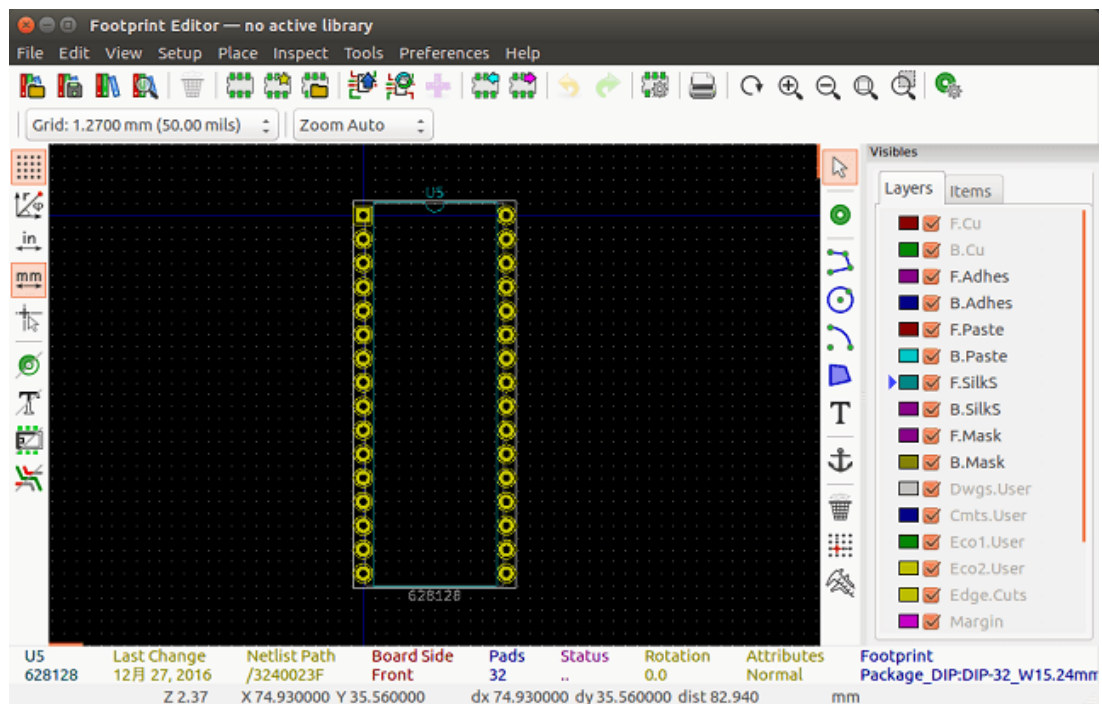 Footprint Editor — no active library
File Edit View Setup Place Inspect Tools Preferences Help
Grid: 1.2700 mm (50.00 mils) Zoom Auto
Visibles
Layers Items
in
mm
U5
628128
T
F.Cu
B.Cu
F.Adhes
B.Adhes
F.Paste
B.Paste
F.SilkS
B.SilkS
F.Mask
B.Mask
Dwgs.User
Cmts.User
Eco1.User
Eco2.User
Edge.Cuts
Margin
U5 Last Change Netlist Path Board Side Pads Status Rotation Attributes Footprint
628128 12月 27, 2016 /3240023F Front 32 .. 0.0 Normal Package_DIP:DIP-32_W15.24mm
Z 2.37 X 74.930000 Y 35.560000 dx 74.930000 dy 35.560000 dist 82.940 mm